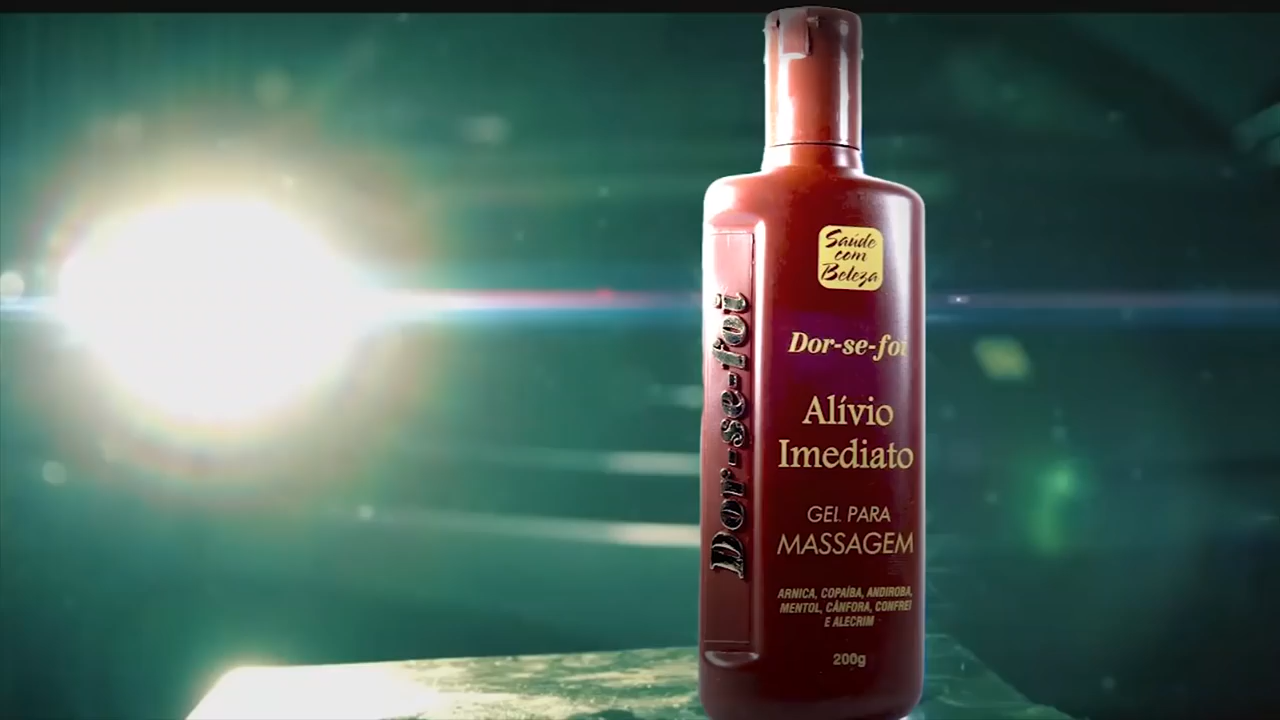 Saúde
com
Beleza
Dor-se-foi
Dor-se-foi
Alívio
Imediato
GEL PARA
MASSAGEM
ARNICA, COPAÍBA, ANDIROBA,
MENTOL, CÂNFORA, CONFREI
E ALECRIM
200g